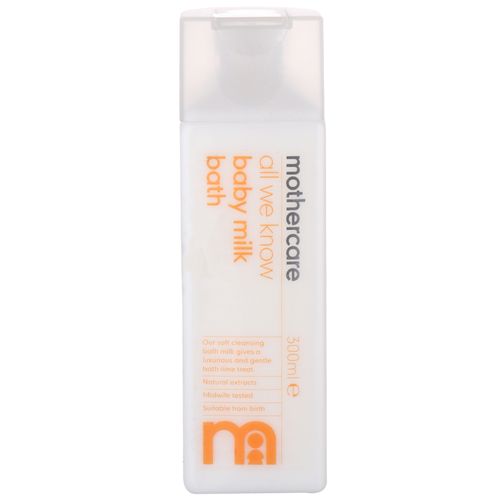 mothercare
all we know
baby milk
bath
300ml e
Our soft cleansing
bath milk gives a
luxurious and gentle
bath time treat.
Natural extracts
Midwife tested
Suitable from birth
m